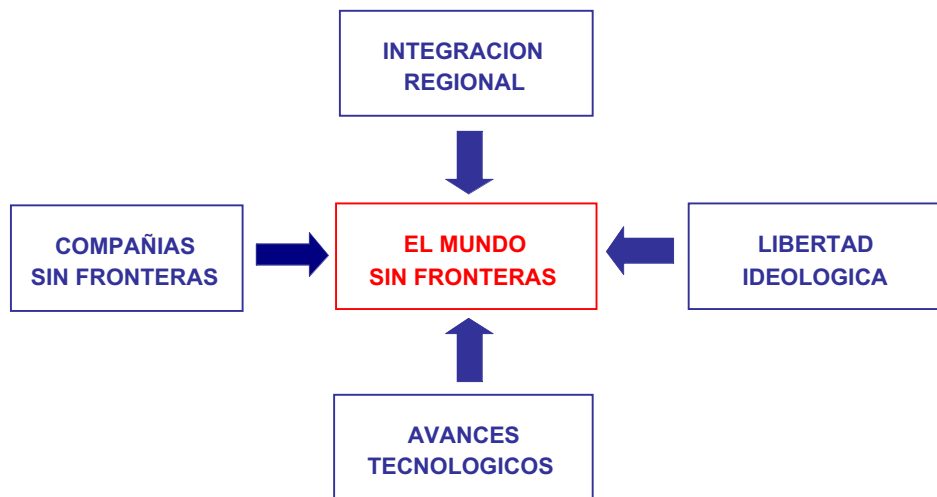 INTEGRACION
REGIONAL
COMPAÑIAS
SIN FRONTERAS
EL MUNDO
SIN FRONTERAS
LIBERTAD
IDEOLOGICA
AVANCES
TECNOLOGICOS